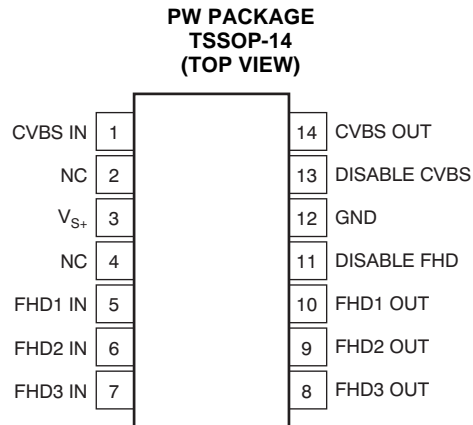 PW PACKAGE
TSSOP-14
(TOP VIEW)
CVBS IN 1 14 CVBS OUT
NC 2 13 DISABLE CVBS
VS+ 3 12 GND
NC 4 11 DISABLE FHD
FHD1 IN 5 10 FHD1 OUT
FHD2 IN 6 9 FHD2 OUT
FHD3 IN 7 8 FHD3 OUT